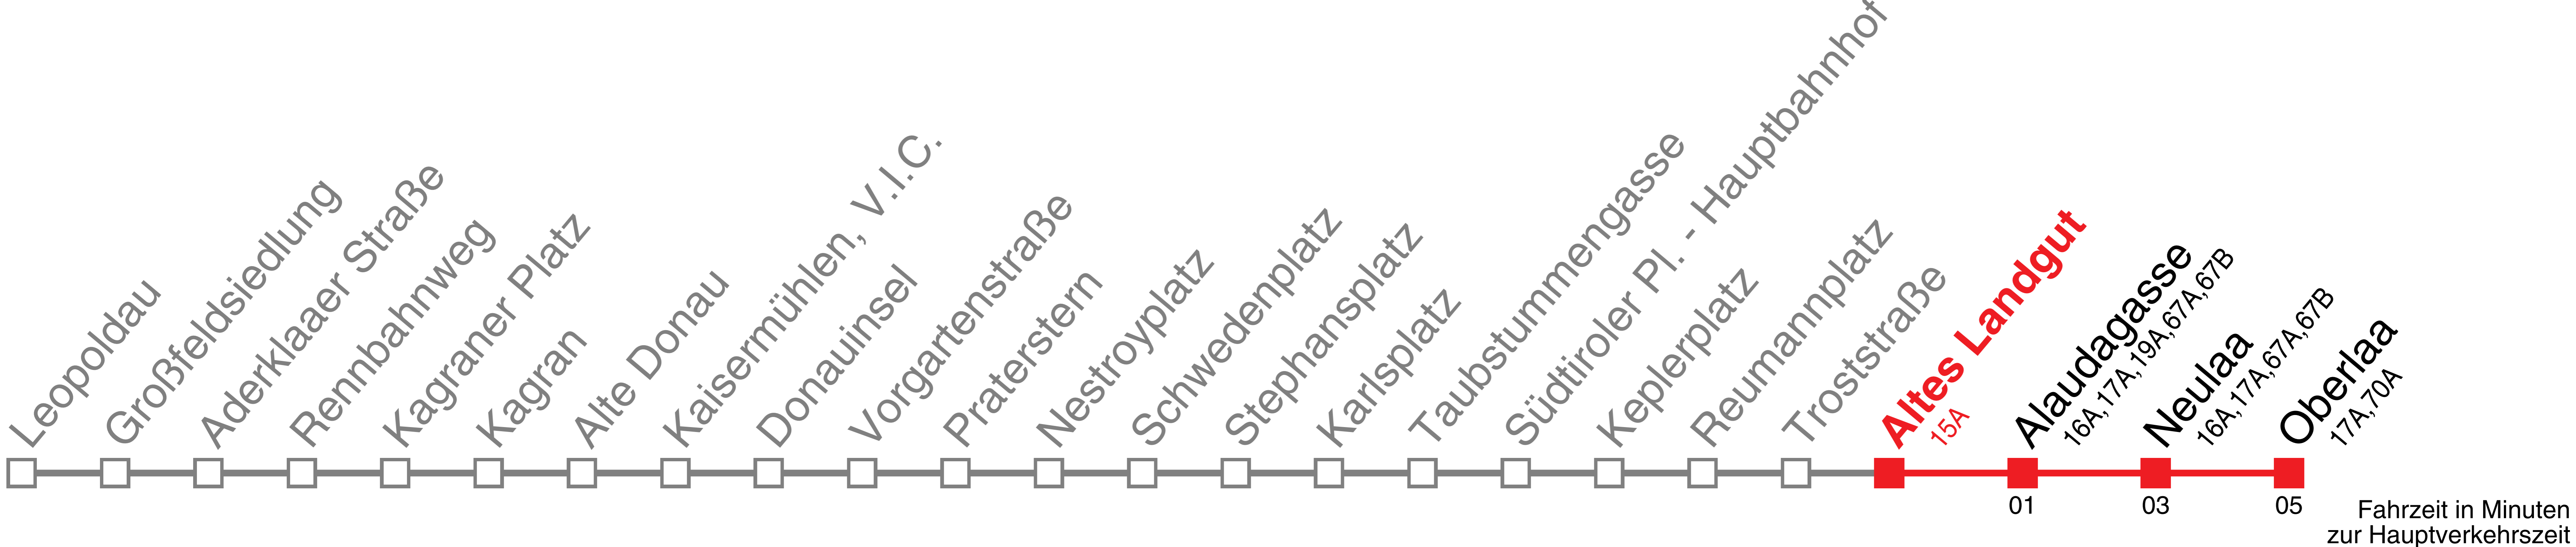 Leopoldau
Großfeldsiedlung
Aderklaaer Straße
Rennbahnweg
Kagraner Platz
Kagran
Alte Donau
Kaisermühlen, V.I.C.
Donauinsel
Vorgartenstraße
Praterstern
Nestroyplatz
Schwedenplatz
Stephansplatz
Karlsplatz
Taubstummengasse
Südtiroler Pl. - Hauptbahnhof
Keplerplatz
Reumannplatz
Troststraße
Altes Landgut
15A
Alaudagasse
16A,17A,19A,67A,67B
Neulaa
16A,17A,67A,67B
Oberlaa
17A,70A
01
03
05
Fahrzeit in Minuten
zur Hauptverkehrszeit